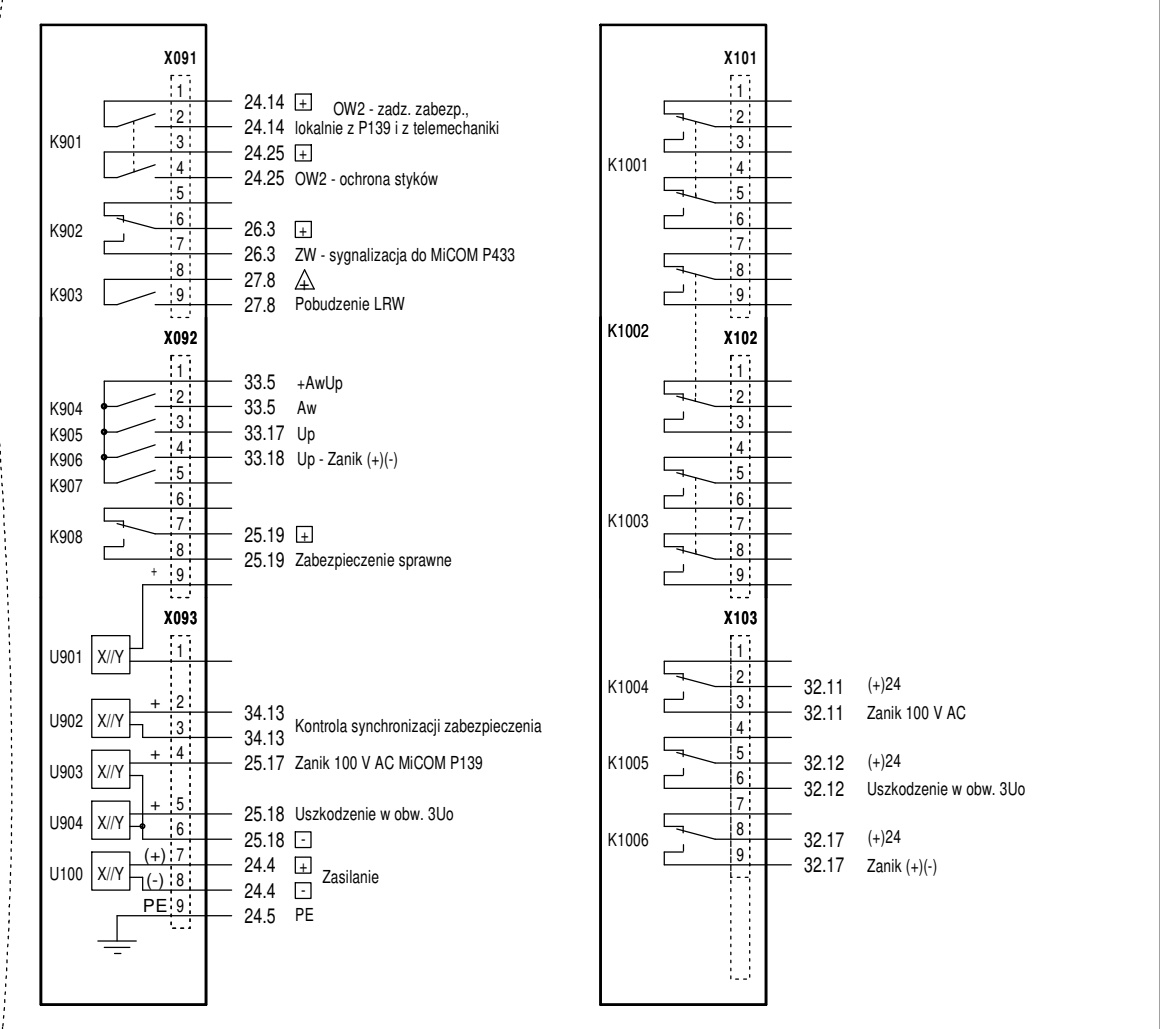 X091
1
24.14 + OW2 - zadz. zabezp.,
2
24.14 lokalnie z P139 i z telemechaniki
K901
3
24.25 +
4
24.25 OW2 - ochrona styków
5
K902
6
26.3 +
7
26.3 ZW - sygnalizacja do MiCOM P433
8
27.8 +
K903
9
27.8 Pobudzenie LRW
X092
1
33.5 +AwUp
K904
2
33.5 Aw
K905
3
33.17 Up
K906
4
33.18 Up - Zanik (+)(-)
K907
5
6
K908
7
25.19 +
8
25.19 Zabezpieczenie sprawne
+ 9
X093
U901 X//Y
1
U902 X//Y
+ 2
34.13
3
34.13
Kontrola synchronizacji zabezpieczenia
U903 X//Y
+ 4
25.17 Zanik 100 V AC MiCOM P139
U904 X//Y
+ 5
25.18 Uszkodzenie w obw. 3Uo
6
25.18 -
U100 X//Y
(+) 7
24.4 +
(-) 8
24.4 -
Zasilanie
PE 9
24.5 PE
X101
1
2
3
K1001
4
5
6
7
8
9
K1002
X102
1
2
3
4
5
6
K1003
7
8
9
X103
1
K1004
2
32.11 (+)24
3
32.11 Zanik 100 V AC
4
K1005
5
32.12 (+)24
6
32.12 Uszkodzenie w obw. 3Uo
7
K1006
8
32.17 (+)24
9
32.17 Zanik (+)(-)